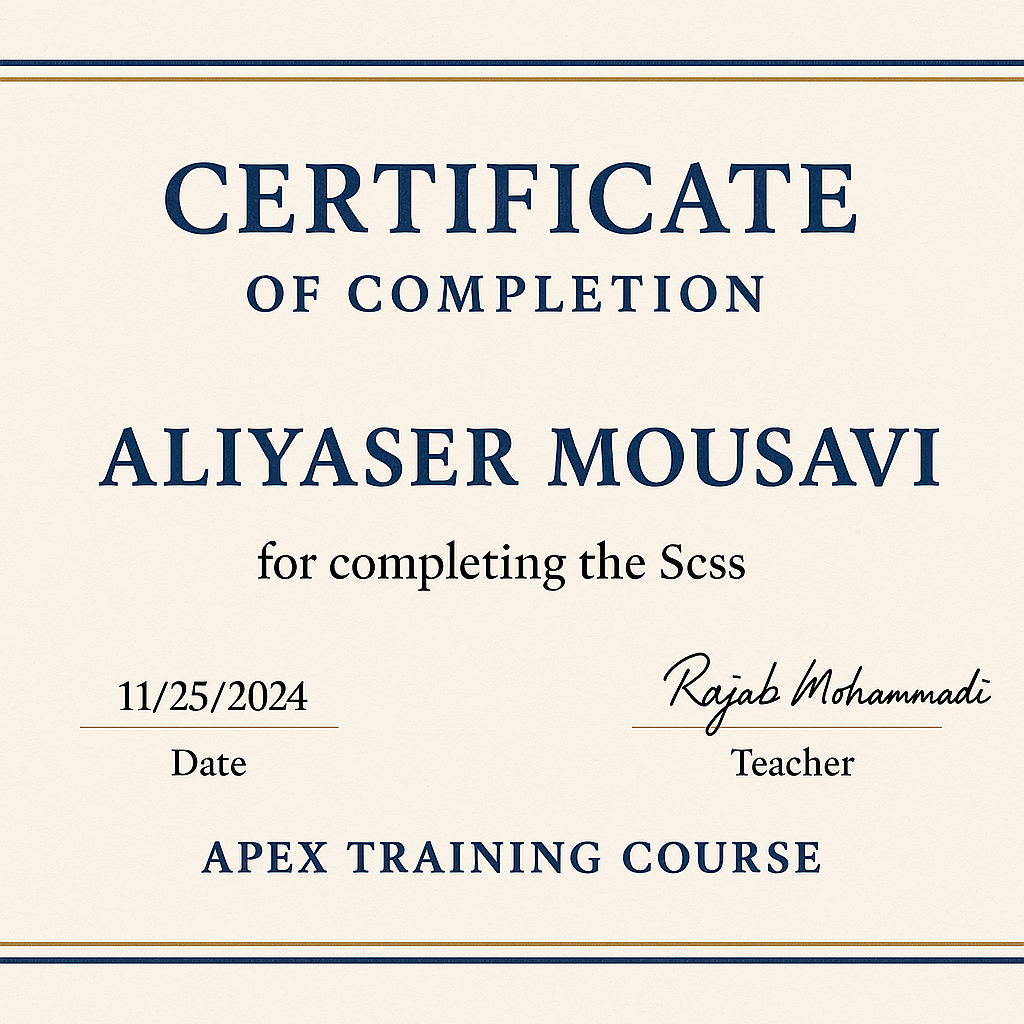 CERTIFICATE
OF COMPLETION
ALIYASER MOUSAVI
for completing the Scss
11/25/2024
Rajab Mohammadi
Date
Teacher
APEX TRAINING COURSE